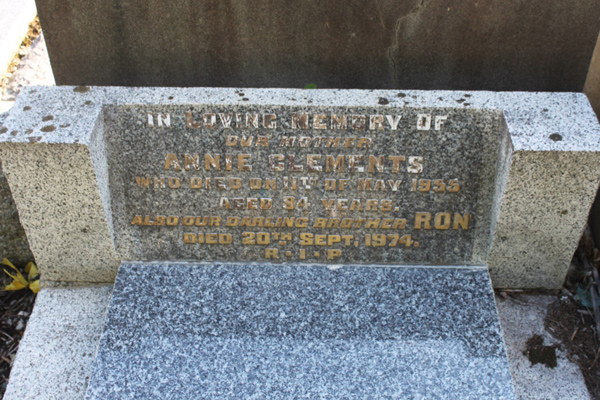 IN LOVING MEMORY OF
OUR MOTHER
ANNIE CLEMENTS
WHO DIED ON 11TH OF MAY 1953
AGED 84 YEARS.
ALSO OUR DARLING BROTHER RON
DIED 20TH SEPT. 1974.
R·I·P